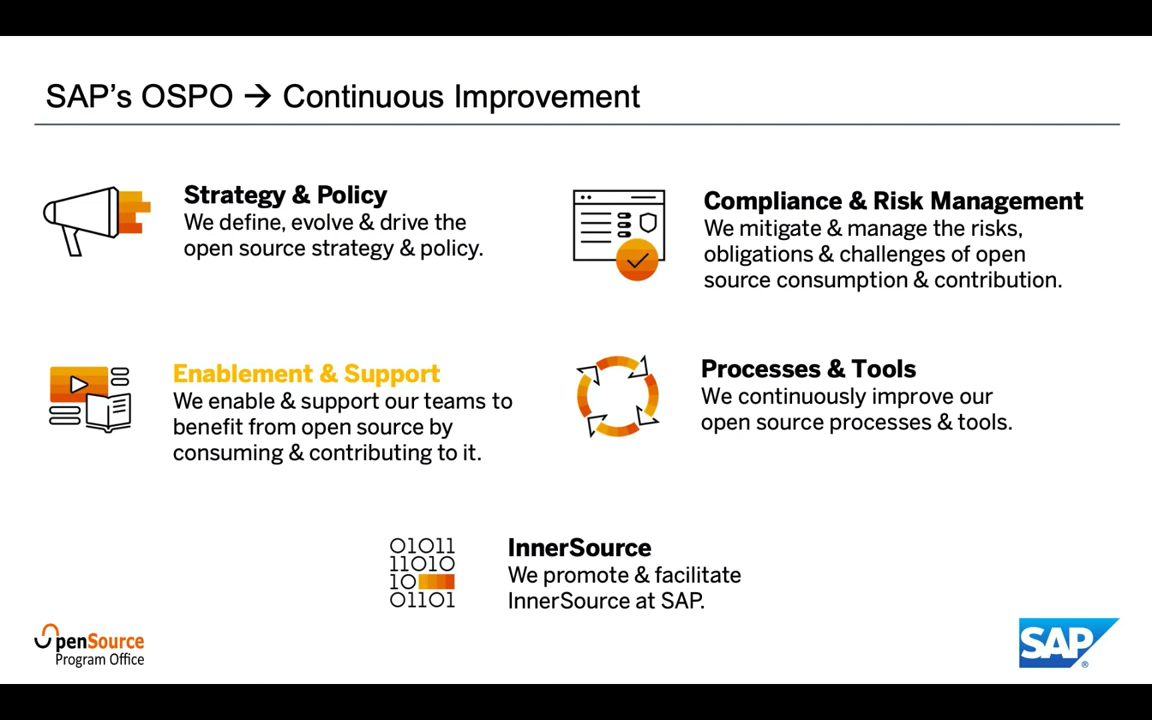 SAP's OSPO → Continuous Improvement
Strategy & Policy
We define, evolve & drive the
open source strategy & policy.
Compliance & Risk Management
We mitigate & manage the risks,
obligations & challenges of open
source consumption & contribution.
Enablement & Support
We enable & support our teams to
benefit from open source by
consuming & contributing to it.
Processes & Tools
We continuously improve our
open source processes & tools.
01011
11010
10
01101
InnerSource
We promote & facilitate
InnerSource at SAP.
OpenSource
Program Office
SAP®